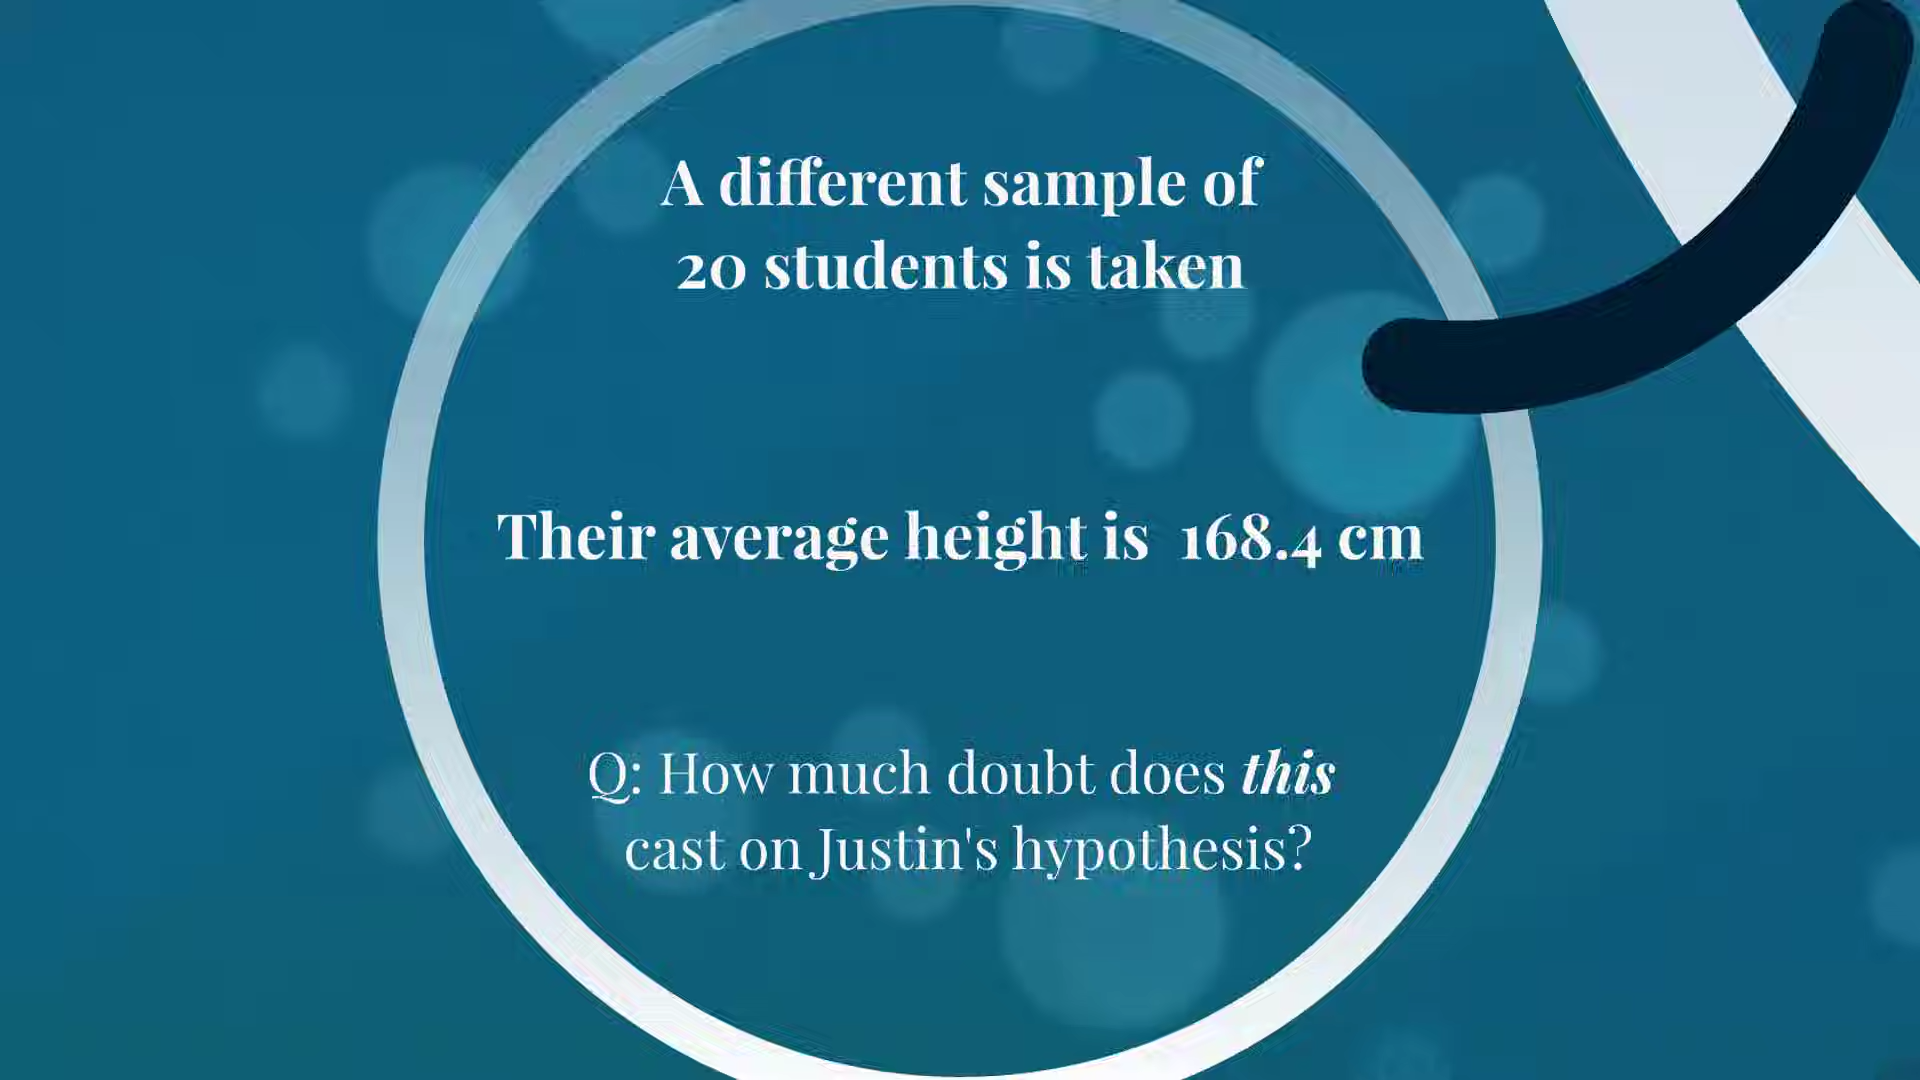 A different sample of
20 students is taken
Their average height is 168.4 cm
Q: How much doubt does this
cast on Justin's hypothesis?